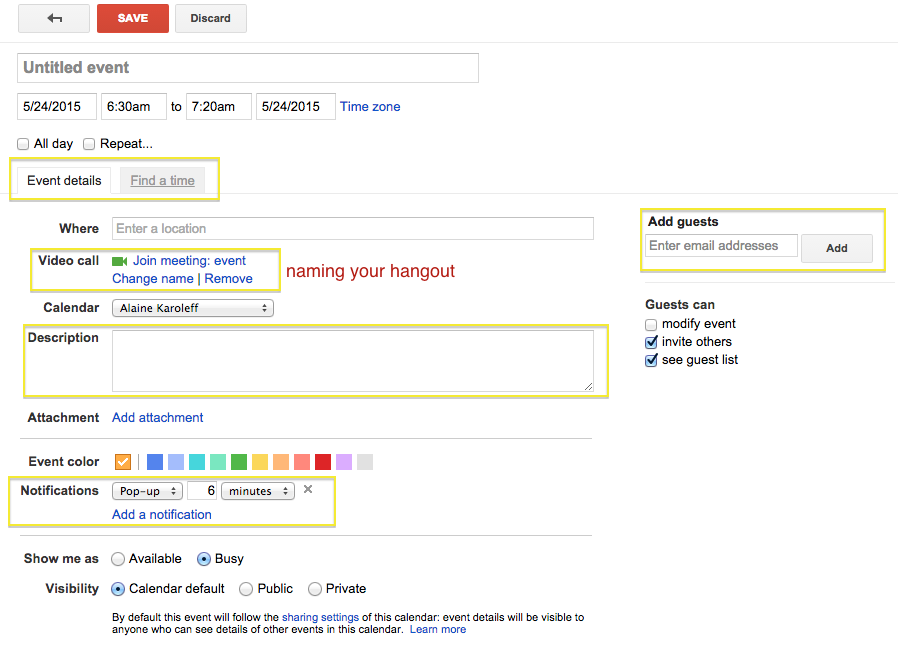 SAVE Discard
Untitled event
5/24/2015 6:30am to 7:20am 5/24/2015 Time zone
All day Repeat...
Event details Find a time
Where Enter a location
Video call Join meeting: event
Change name | Remove
naming your hangout
Calendar Alaine Karoleff
Description
Attachment Add attachment
Event color
Notifications Pop-up 6 minutes ×
Add a notification
Show me as Available Busy
Visibility Calendar default Public Private
By default this event will follow the sharing settings of this calendar: event details will be visible to
anyone who can see details of other events in this calendar. Learn more
Add guests
Enter email addresses Add
Guests can
modify event
invite others
see guest list